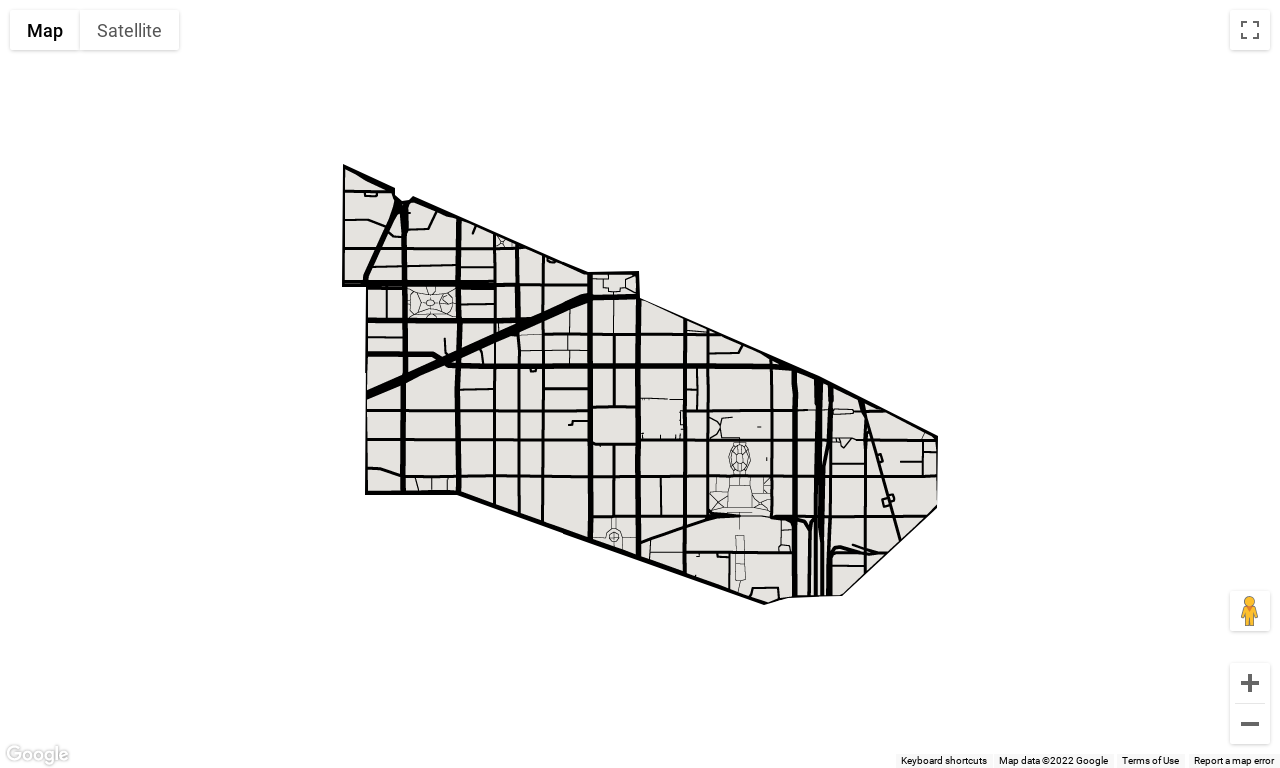 Map Satellite
Google
Keyboard shortcuts Map data ©2022 Google Terms of Use Report a map error